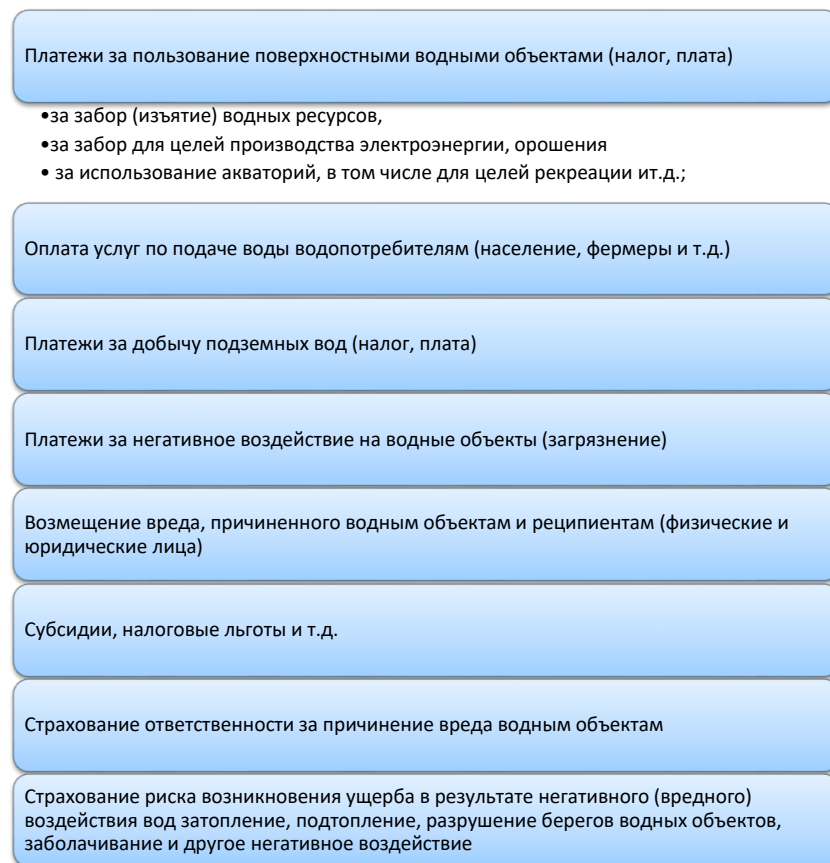 Платежи за пользование поверхностными водными объектами (налог, плата)
•за забор (изъятие) водных ресурсов,
•за забор для целей производства электроэнергии, орошения
• за использование акваторий, в том числе для целей рекреации ит.д.;
Оплата услуг по подаче воды водопотребителям (население, фермеры и т.д.)
Платежи за добычу подземных вод (налог, плата)
Платежи за негативное воздействие на водные объекты (загрязнение)
Возмещение вреда, причиненного водным объектам и реципиентам (физические и
юридические лица)
Субсидии, налоговые льготы и т.д.
Страхование ответственности за причинение вреда водным объектам
Страхование риска возникновения ущерба в результате негативного (вредного)
воздействия вод затопление, подтопление, разрушение берегов водных объектов,
заболачивание и другое негативное воздействие